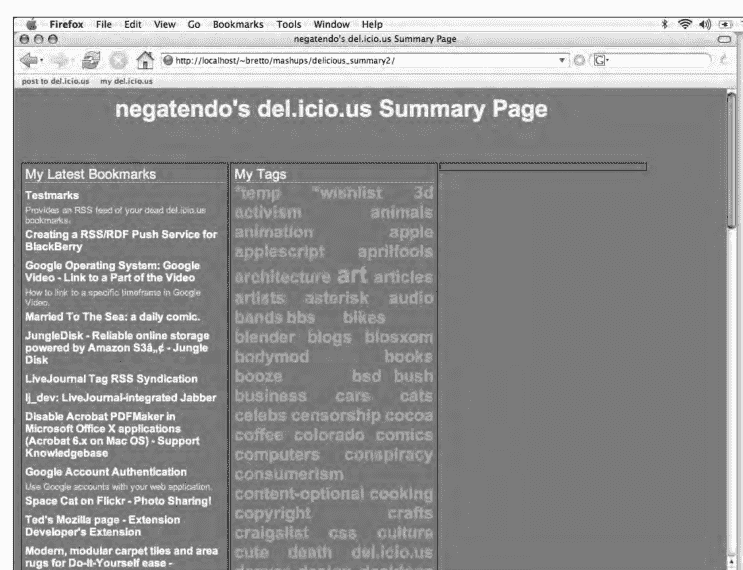 Firefox File Edit View Go Bookmarks Tools Window Help
negatendo's del.icio.us Summary Page
http://localhost/~bretto/mashups/delicious_summary2/
G
post to del.icio.us my del.icio.us
negatendo's del.icio.us Summary Page
My Latest Bookmarks
Testmarks
Provides an RSS feed of your dead del.icio.us
bookmarks.
Creating a RSS/RDF Push Service for
BlackBerry
Google Operating System: Google
Video - Link to a Part of the Video
How to link to a specific timeframe in Google
Video.
Married To The Sea: a daily comic.
JungleDisk - Reliable online storage
powered by Amazon S3â„¢ - Jungle
Disk
LiveJournal Tag RSS Syndication
lj_dev: LiveJournal-integrated Jabber
Disable Acrobat PDFMaker in
Microsoft Office X applications
(Acrobat 6.x on Mac OS) - Support
Knowledgebase
Google Account Authentication
Use Google accounts with your web application.
Space Cat on Flickr - Photo Sharing!
Ted's Mozilla page - Extension
Developer's Extension
Modern, modular carpet tiles and area
rugs for Do-It-Yourself ease -
My Tags
*temp *wishlist 3d
activism animals
animation apple
applescript aprilfools
architecture art articles
artists asterisk audio
bands bbs bikes
blender blogs blosxom
bodymod books
booze bsd bush
business cars cats
celebs censorship cocoa
coffee colorado comics
computers conspiracy
consumerism
content-optional cooking
copyright crafts
craigslist css culture
cute death del.icio.us
denver design desktops